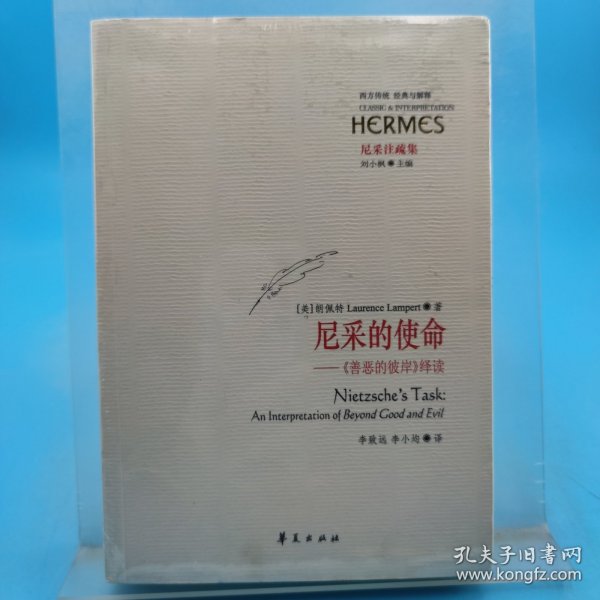 西方传统 经典与解释
CLASSIC & INTERPRETATION
HERMES
尼采注疏集
刘小枫◉主编
[美]朗佩特 Laurence Lampert◉著
尼采的使命
——《善恶的彼岸》绎读
Nietzsche's Task:
An Interpretation of Beyond Good and Evil
李致远 李小均◉译
华夏出版社
孔夫子旧书网
www.kongfz.com